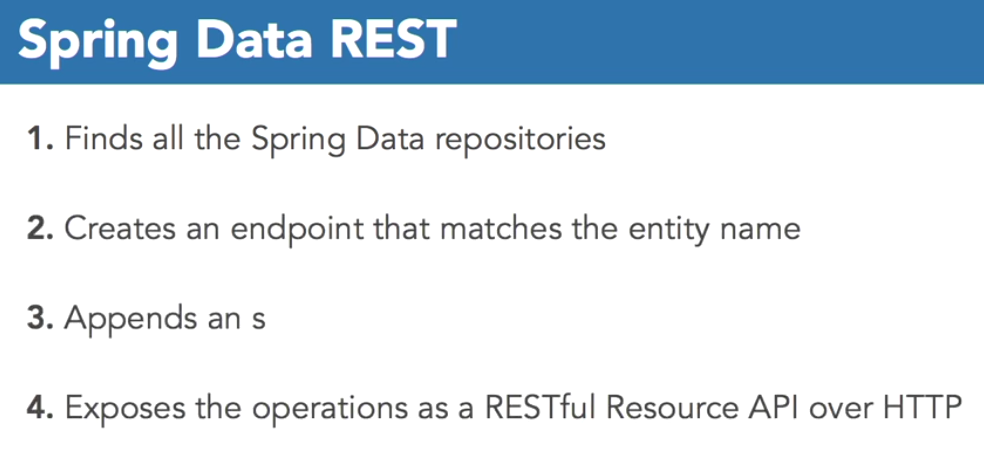 Spring Data REST
1. Finds all the Spring Data repositories
2. Creates an endpoint that matches the entity name
3. Appends an s
4. Exposes the operations as a RESTful Resource API over HTTP